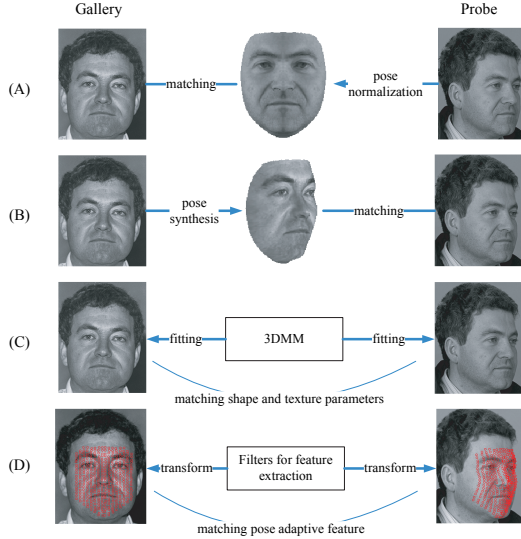 Gallery
Probe
(A)
matching
pose
normalization
(B)
pose
synthesis
matching
(C)
fitting
3DMM
fitting
matching shape and texture parameters
(D)
transform
Filters for feature
extraction
transform
matching pose adaptive feature